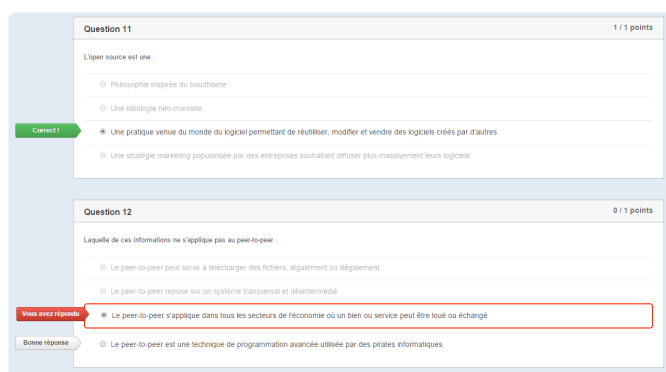 Question 11
1 / 1 points
L'open source est une :
Philosophie inspirée du boudhisme
Une idéologie neo-marxiste
Correct !
Une pratique venue du monde du logiciel permettant de réutiliser, modifier et vendre des logiciels créés par d'autres
Une stratégie marketing popularisée par des entreprises souhaitant diffuser plus massivement leurs logiciels
Question 12
0 / 1 points
Laquelle de ces informations ne s'applique pas au peer-to-peer :
Le peer-to-peer peut servir à télécharger des fichiers, légalement ou illégalement
Le peer-to-peer repose sur un système transversal et désintermédié
Vous avez répondu
Le peer-to-peer s'applique dans tous les secteurs de l'économie où un bien ou service peut être loué ou échangé
Bonne réponse
Le peer-to-peer est une technique de programmation avancée utilisée par des pirates informatiques